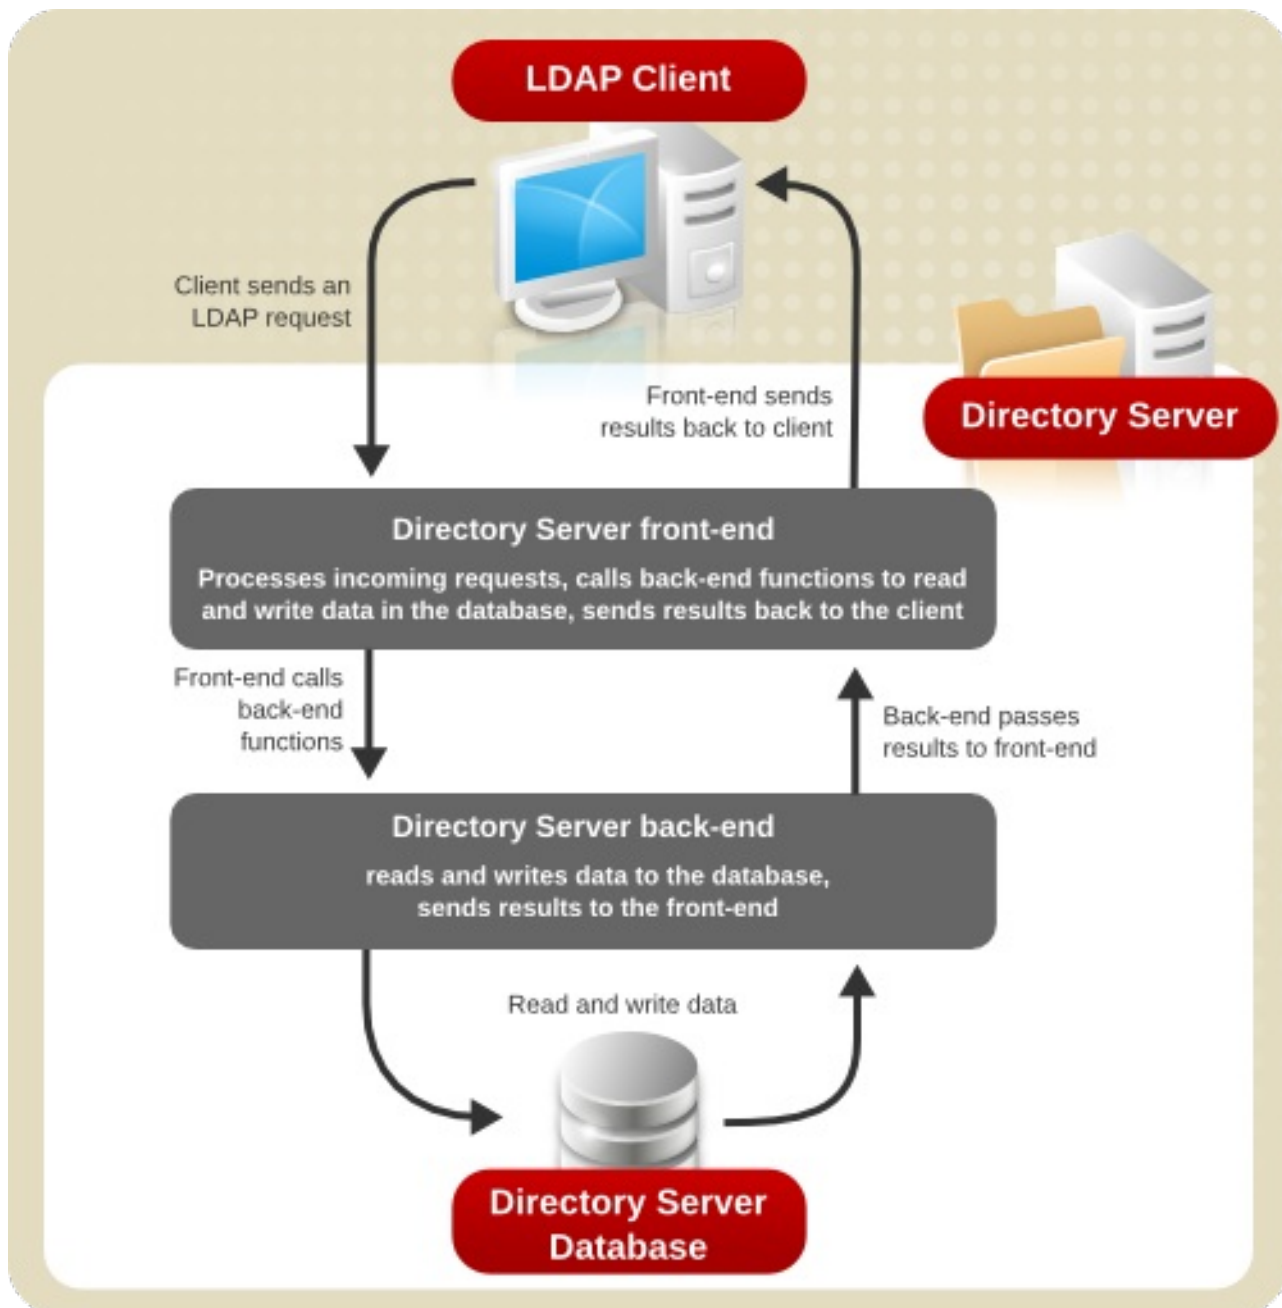 LDAP Client
Client sends an
LDAP request
Front-end sends
results back to client
Directory Server
Directory Server front-end
Processes incoming requests, calls back-end functions to read
and write data in the database, sends results back to the client
Front-end calls
back-end
functions
Back-end passes
results to front-end
Directory Server back-end
reads and writes data to the database,
sends results to the front-end
Read and write data
Directory Server
Database